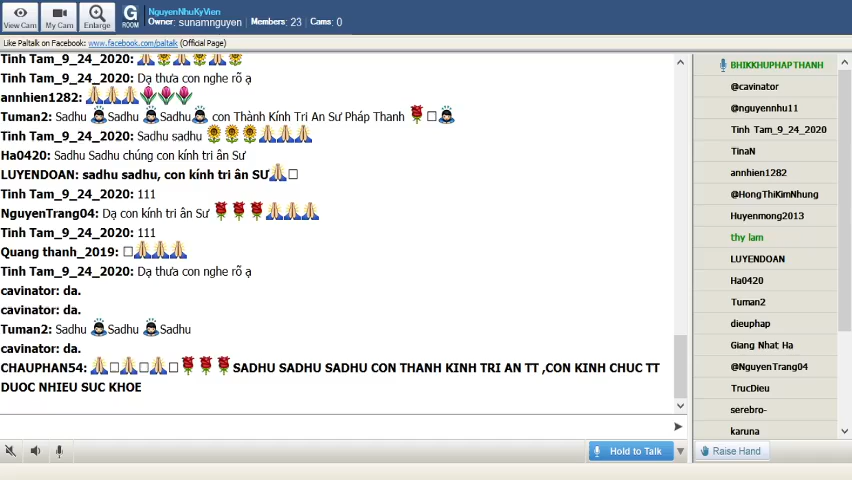 NguyenNhuKyVien
Owner: sunamnguyen Members: 23 Cams: 0
View Cam My Cam Enlarge G ROOM
Like Paltalk on Facebook: www.facebook.com/paltalk (Official Page)
Tinh Tam_9_24_2020:
Tinh Tam_9_24_2020: Dạ thưa con nghe rõ ạ
annhien1282:
Tuman2: Sadhu Sadhu Sadhu con Thành Kính Tri An Sư Pháp Thanh
Tinh Tam_9_24_2020: Sadhu sadhu
Ha0420: Sadhu Sadhu chúng con kính tri ân Sư
LUYENDOAN: sadhu sadhu, con kính tri ân SƯ
Tinh Tam_9_24_2020: 111
NguyenTrang04: Dạ con kính tri ân Sư
Tinh Tam_9_24_2020: 111
Quang thanh_2019:
Tinh Tam_9_24_2020: Dạ thưa con nghe rõ ạ
cavinator: da.
cavinator: da.
Tuman2: Sadhu Sadhu Sadhu
cavinator: da.
CHAUPHAN54: SADHU SADHU SADHU CON THANH KINH TRI AN TT ,CON KINH CHUC TT
DUOC NHIEU SUC KHOE
BHIKKHUPHAPTHANH
@cavinator
@nguyennhu11
Tinh Tam_9_24_2020
TinaN
annhien1282
@HongThiKimNhung
Huyenmong2013
thy lam
LUYENDOAN
Ha0420
Tuman2
dieuphap
Giang Nhat Ha
@NguyenTrang04
TrucDieu
serebro-
karuna
Hold to Talk
Raise Hand